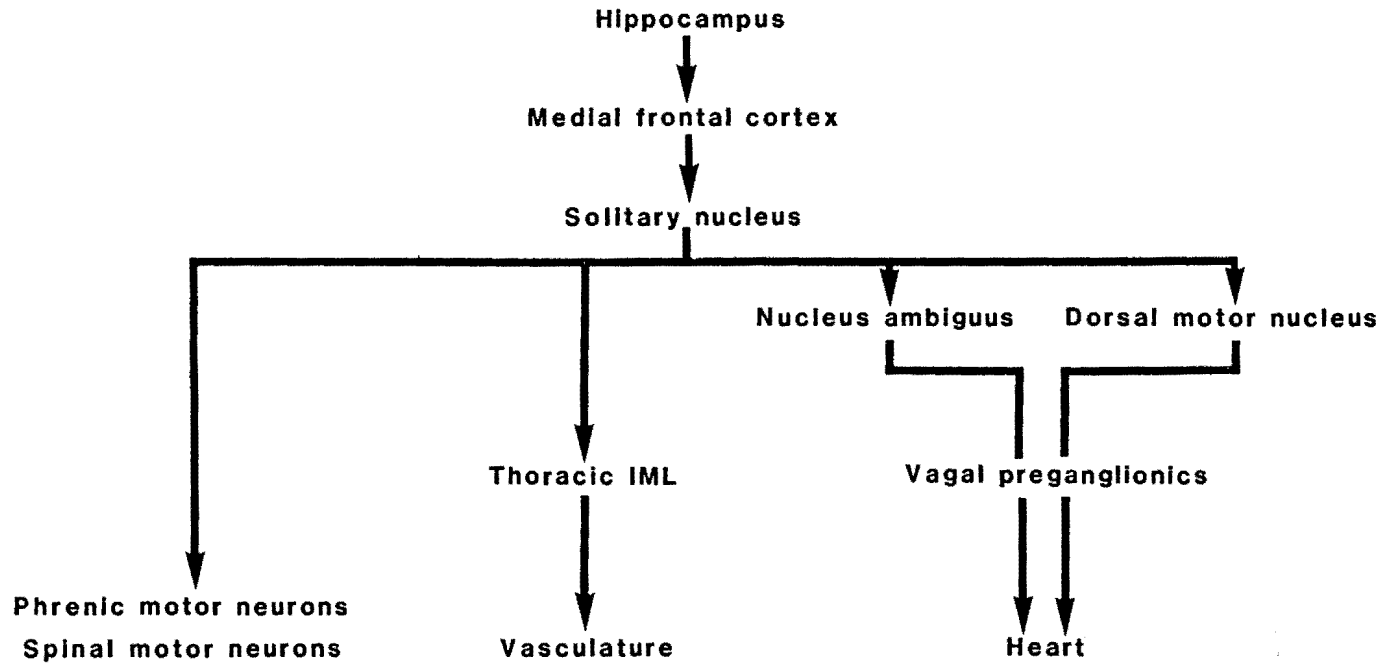 Hippocampus
Medial frontal cortex
Solitary nucleus
Nucleus ambiguus
Dorsal motor nucleus
Thoracic IML
Vagal preganglionics
Phrenic motor neurons
Spinal motor neurons
Vasculature
Heart